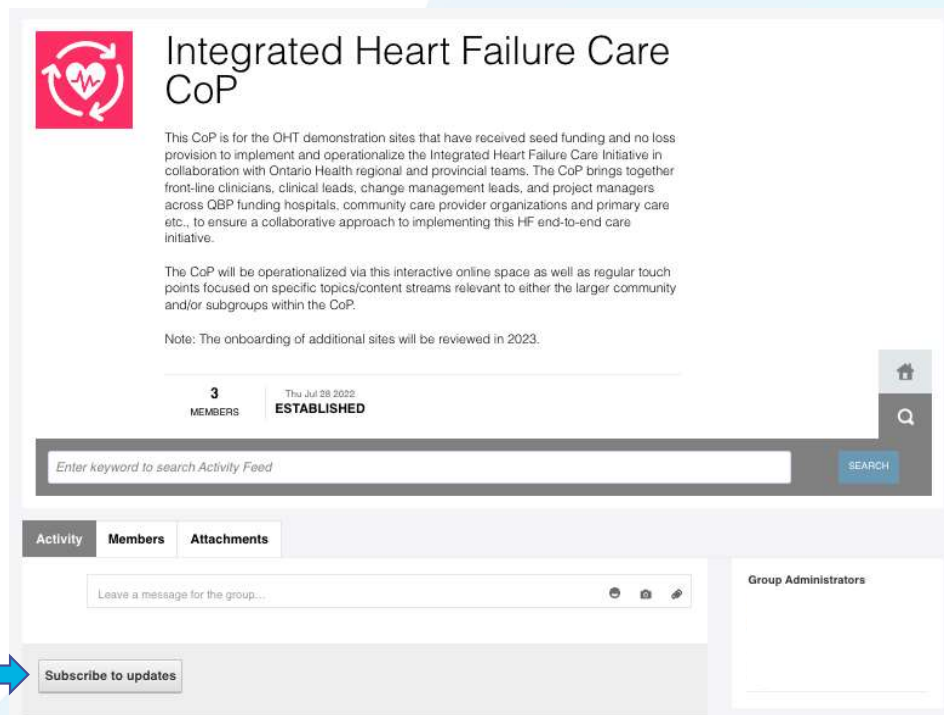 Integrated Heart Failure Care
CoP
This CoP is for the OHT demonstration sites that have received seed funding and no loss
provision to implement and operationalize the Integrated Heart Failure Care Initiative in
collaboration with Ontario Health regional and provincial teams. The CoP brings together
front-line clinicians, clinical leads, change management leads, and project managers
across QBP funding hospitals, community care provider organizations and primary care
etc., to ensure a collaborative approach to implementing this HF end-to-end care
initiative.
The CoP will be operationalized via this interactive online space as well as regular touch
points focused on specific topics/content streams relevant to either the larger community
and/or subgroups within the CoP.
Note: The onboarding of additional sites will be reviewed in 2023.
3
MEMBERS
Thu Jul 28 2022
ESTABLISHED
Enter keyword to search Activity Feed
SEARCH
Activity Members Attachments
Leave a message for the group...
Group Administrators
Subscribe to updates